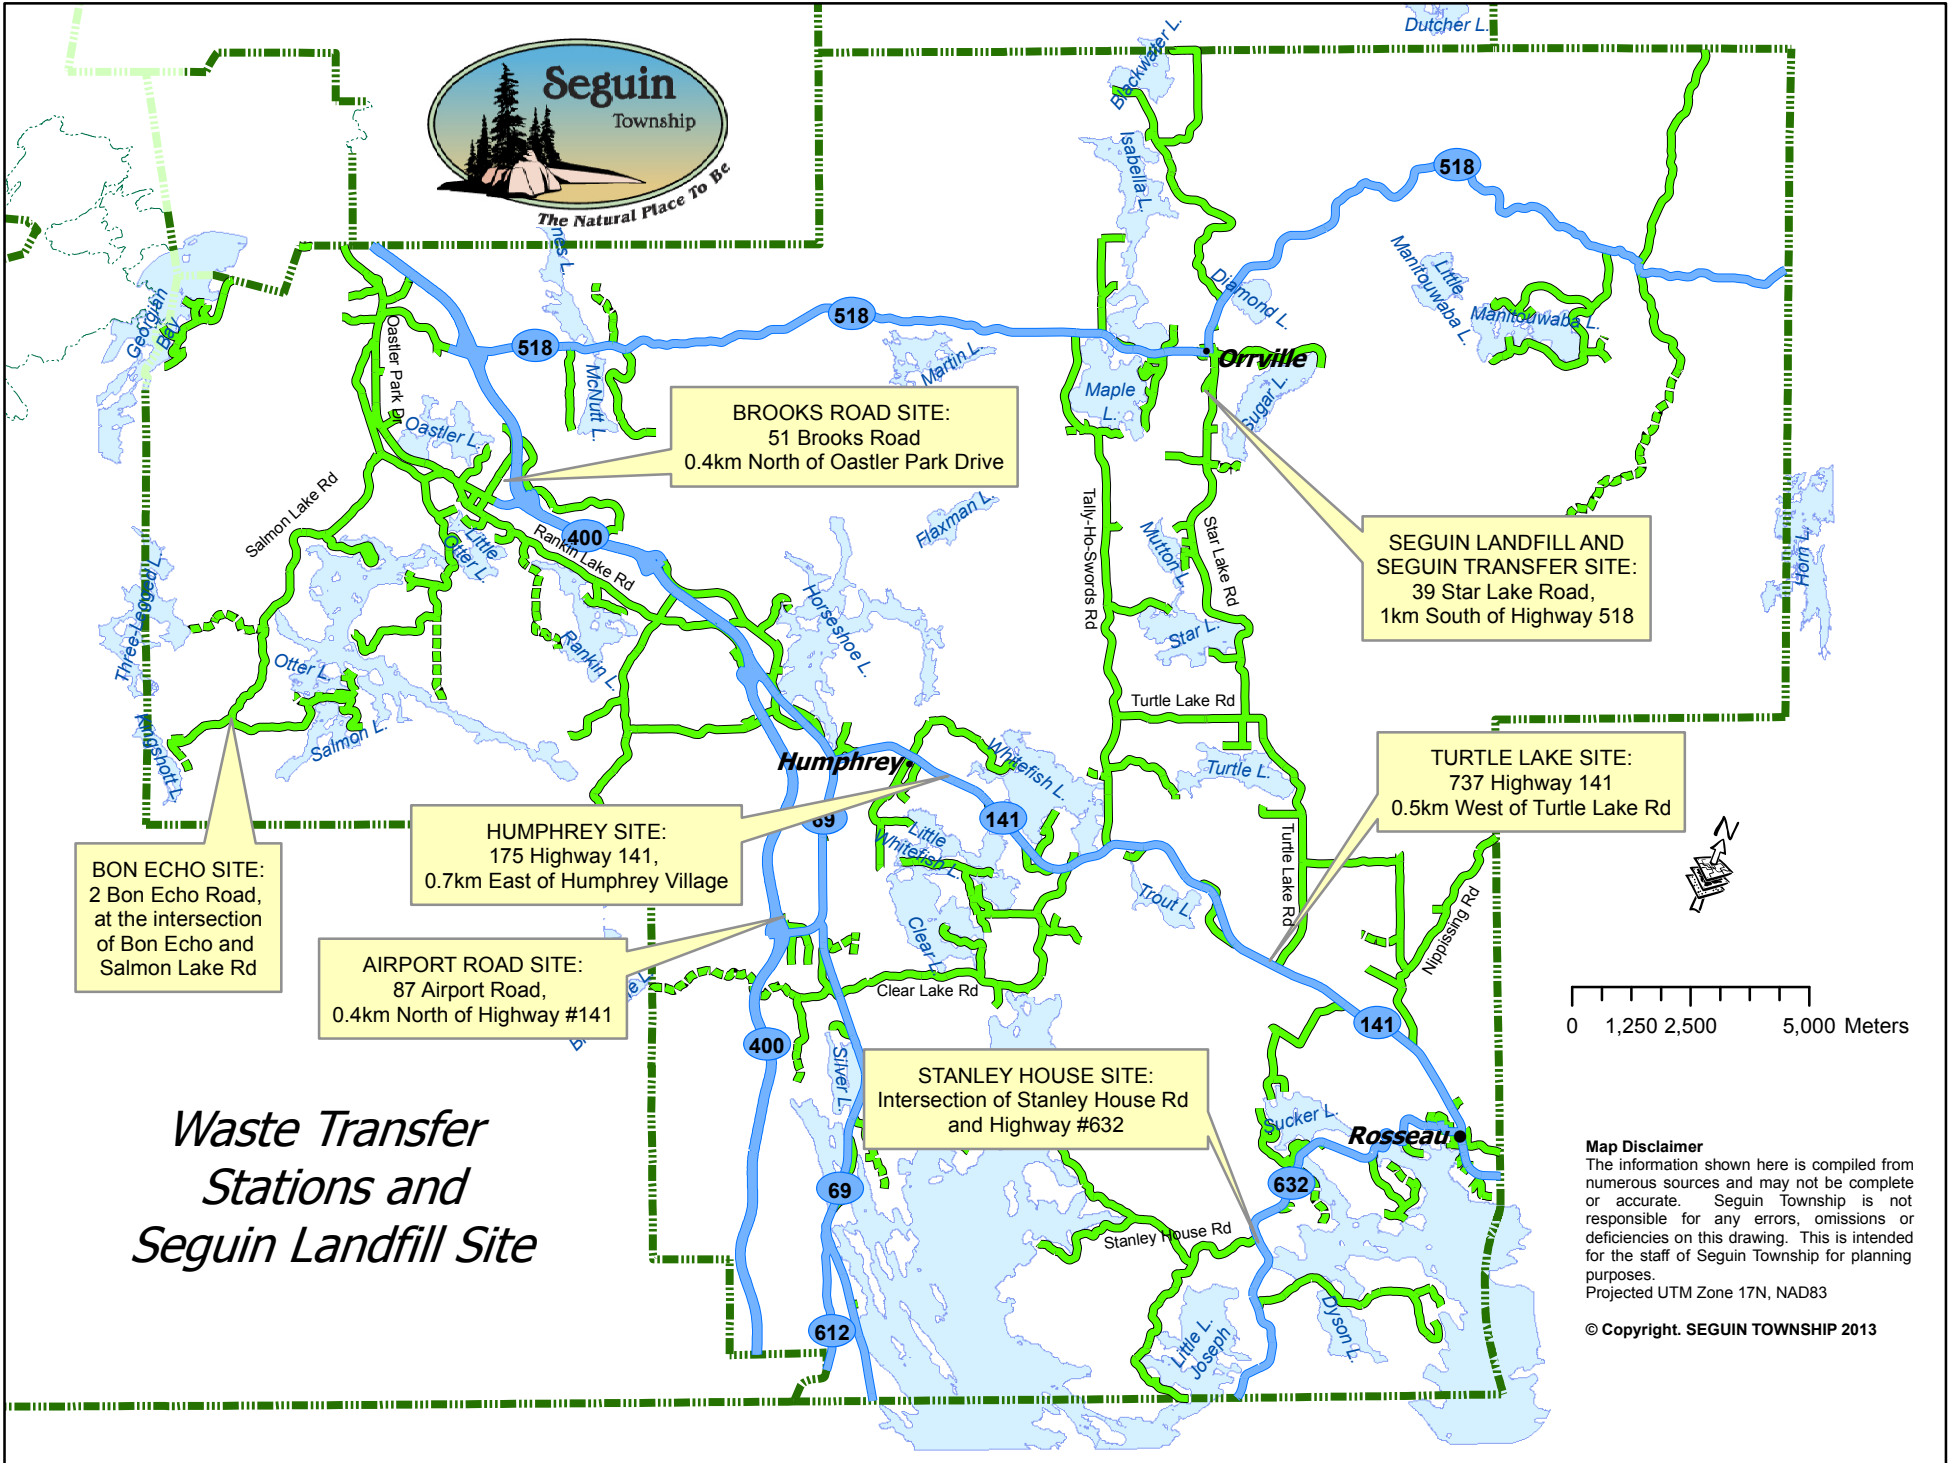 Dutcher L.
Blackwater L.
Seguin
Township
The Natural Place To Be
Isabella L.
518
Georgian
Bay
Oastler Park Dr
518
518
McNutt L.
Martin L.
Diamond L.
Little
Manitouwaba L.
Manitouwaba L.
Orrville
Maple
L.
Sugar L.
Oastler L.
BROOKS ROAD SITE:
51 Brooks Road
0.4km North of Oastler Park Drive
Salmon Lake Rd
Flaxman L.
Tally-Ho-Swords Rd
Star Lake Rd
Mutton L.
SEGUIN LANDFILL AND
SEGUIN TRANSFER SITE:
39 Star Lake Road,
1km South of Highway 518
Horn L.
400
Rankin Lake Rd
Little
Otter L.
Three-Legged L.
Otter L.
Rankin L.
Horseshoe L.
Star L.
Turtle Lake Rd
Salmon L.
Kingshott L.
Humphrey
Whitefish L.
Turtle L.
TURTLE LAKE SITE:
737 Highway 141
0.5km West of Turtle Lake Rd
HUMPHREY SITE:
175 Highway 141,
0.7km East of Humphrey Village
69
141
Little
Whitefish L.
Turtle Lake Rd
BON ECHO SITE:
2 Bon Echo Road,
at the intersection
of Bon Echo and
Salmon Lake Rd
Trout L.
Nippissing Rd
N
Clear L.
AIRPORT ROAD SITE:
87 Airport Road,
0.4km North of Highway #141
Clear Lake Rd
141
0 1,250 2,500 5,000 Meters
400
Silver L.
STANLEY HOUSE SITE:
Intersection of Stanley House Rd
and Highway #632
Sucker L.
Rosseau
Waste Transfer
Stations and
Seguin Landfill Site
69
632
Stanley House Rd
612
Little L.
Joseph
Dyson L.
Map Disclaimer
The information shown here is compiled from
numerous sources and may not be complete
or accurate. Seguin Township is not
responsible for any errors, omissions or
deficiencies on this drawing. This is intended
for the staff of Seguin Township for planning
purposes.
Projected UTM Zone 17N, NAD83
© Copyright. SEGUIN TOWNSHIP 2013